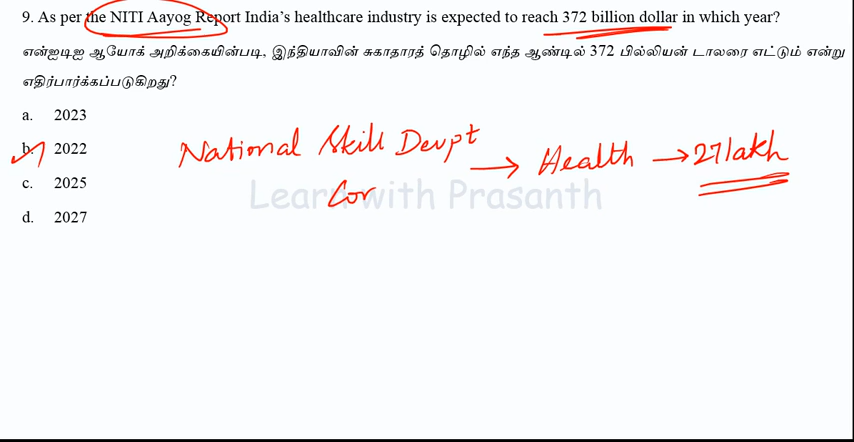 9. As per the NITI Aayog Report India's healthcare industry is expected to reach 372 billion dollar in which year?
என்ஐடிஐ ஆயோக் அறிக்கையின்படி, இந்தியாவின் சுகாதாரத் தொழில் எந்த ஆண்டில் 372 பில்லியன் டாலரை எட்டும் என்று
எதிர்பார்க்கப்படுகிறது?
a. 2023
b. 2022
National Skill Devpt → Health → 27 lakh
Cor
c. 2025
Learn with Prasanth
d. 2027